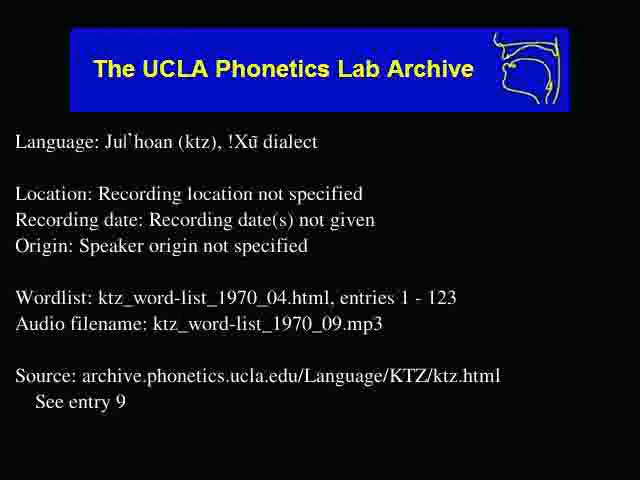 The UCLA Phonetics Lab Archive
Language: Ju|'hoan (ktz), !Xũ dialect
Location: Recording location not specified
Recording date: Recording date(s) not given
Origin: Speaker origin not specified
Wordlist: ktz_word-list_1970_04.html, entries 1 - 123
Audio filename: ktz_word-list_1970_09.mp3
Source: archive.phonetics.ucla.edu/Language/KTZ/ktz.html
See entry 9